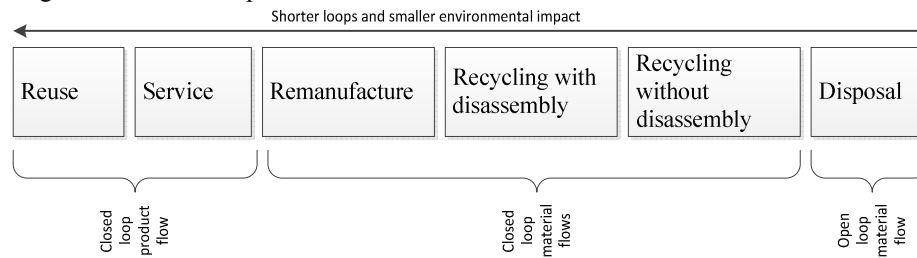 Shorter loops and smaller environmental impact
Reuse
Service
Remanufacture
Recycling with
disassembly
Recycling
without
disassembly
Disposal
Closed
loop
product
flow
Closed
loop
material
flows
Open
loop
material
flow